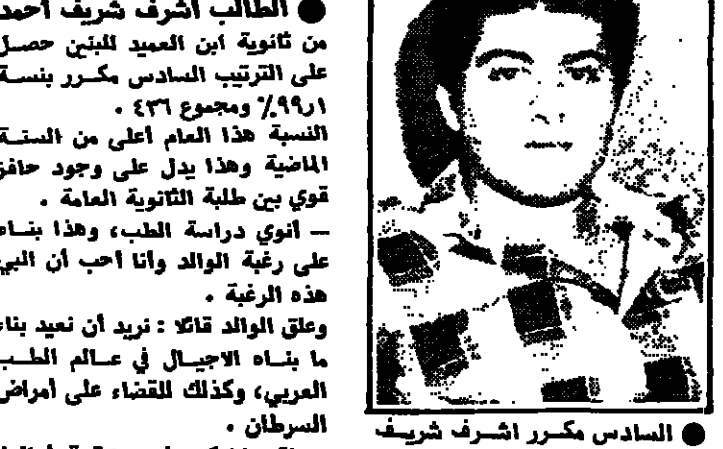 ● الطالب اشرف شريف احمد
من ثانوية ابن العميد للبنين حصل
على الترتيب السادس مكرر بنسبة
٩٩٫١٪ ومجموع ٤٣٦ .
النسبة هذا العام أعلى من السنة
الماضية وهذا يدل على وجود حافز
قوي بين طلبة الثانوية العامة .
— أنوي دراسة الطب، وهذا بناء
على رغبة الوالد وأنا أحب أن البي
هذه الرغبة .
وعلق الوالد قائلا : نريد أن نعيد بناء
ما بناه الاجيال في عالم الطب
العربي، وكذلك للقضاء على أمراض
السرطان .
● السادس مكرر اشرف شريف